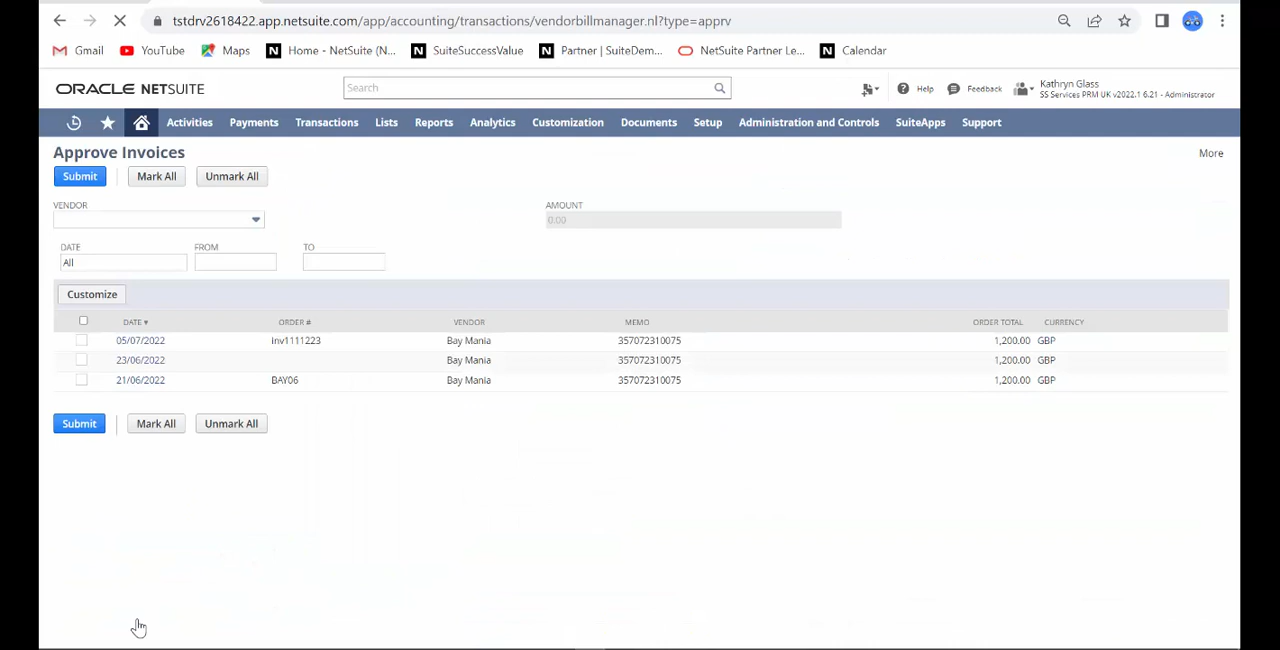 tstdrv2618422.app.netsuite.com/app/accounting/transactions/vendorbillmanager.nl?type=apprv
Gmail YouTube Maps N Home - NetSuite (N... N SuiteSuccessValue N Partner | SuiteDem... NetSuite Partner Le... N Calendar
ORACLE NETSUITE Search Help Feedback Kathryn Glass
SS Services PRM UK v2022.1 6.21 - Administrator
Activities Payments Transactions Lists Reports Analytics Customization Documents Setup Administration and Controls SuiteApps Support
Approve Invoices More
Submit Mark All Unmark All
VENDOR AMOUNT
0.00
DATE FROM TO
All
Customize
DATE ▾ ORDER # VENDOR MEMO ORDER TOTAL CURRENCY
05/07/2022 inv1111223 Bay Mania 357072310075 1,200.00 GBP
23/06/2022 Bay Mania 357072310075 1,200.00 GBP
21/06/2022 BAY06 Bay Mania 357072310075 1,200.00 GBP
Submit Mark All Unmark All